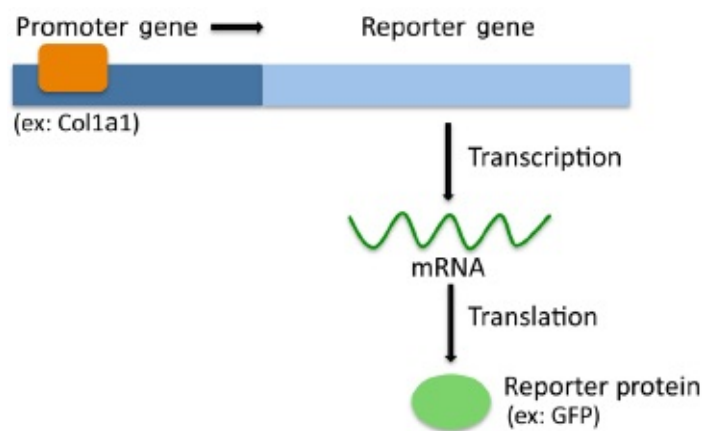 Promoter gene
Reporter gene
(ex: Col1a1)
Transcription
mRNA
Translation
Reporter protein
(ex: GFP)